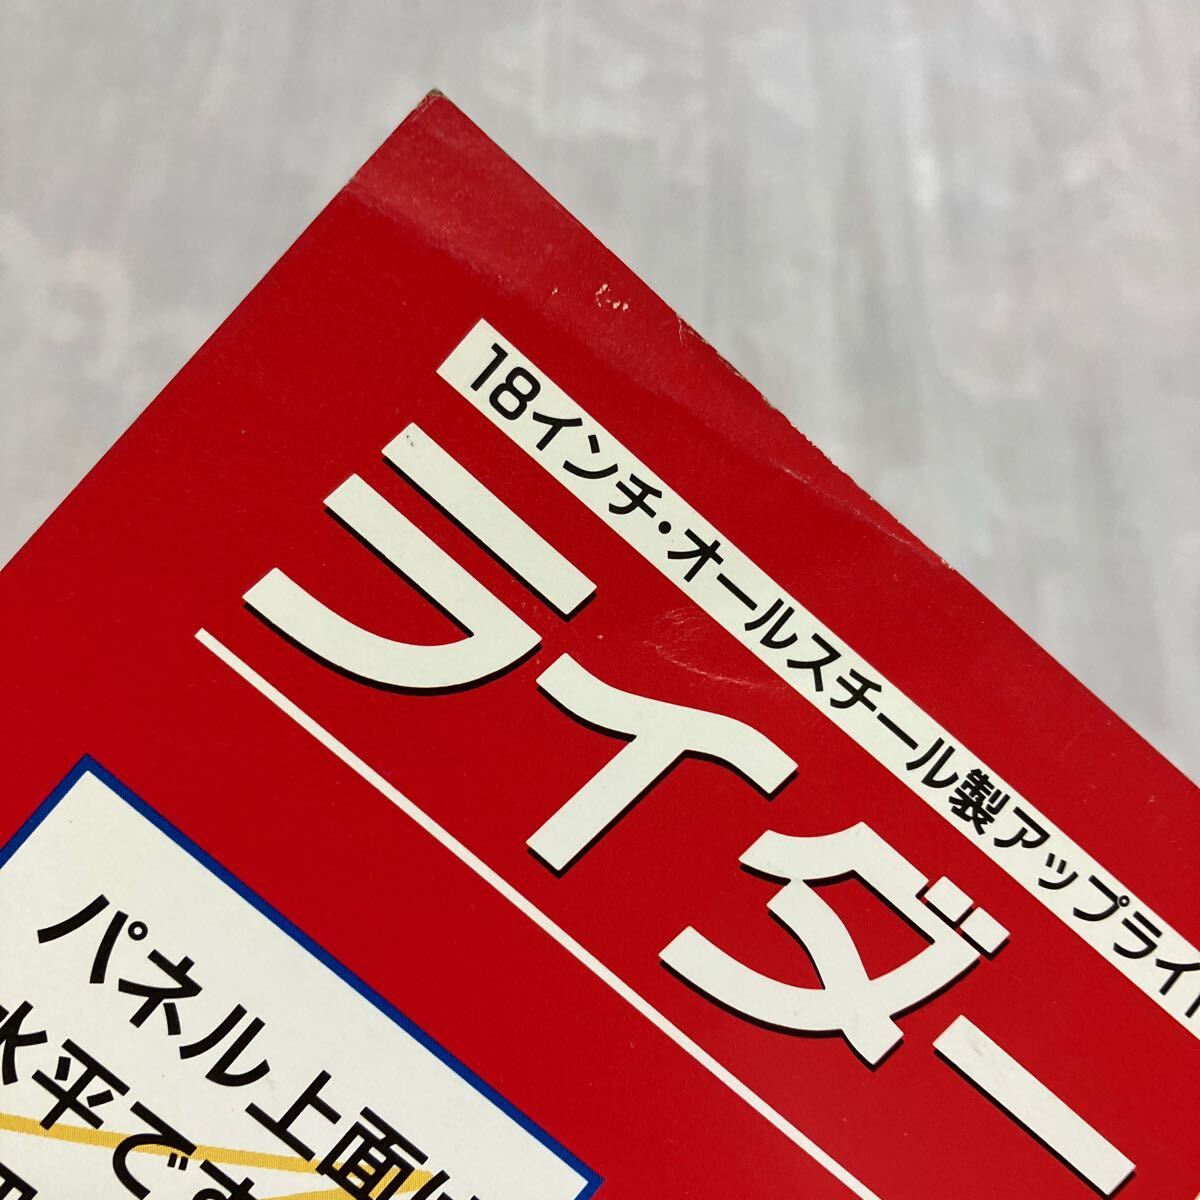 18インチ・オールスチール製アップライ
ライダー
パネル上面は
水平です